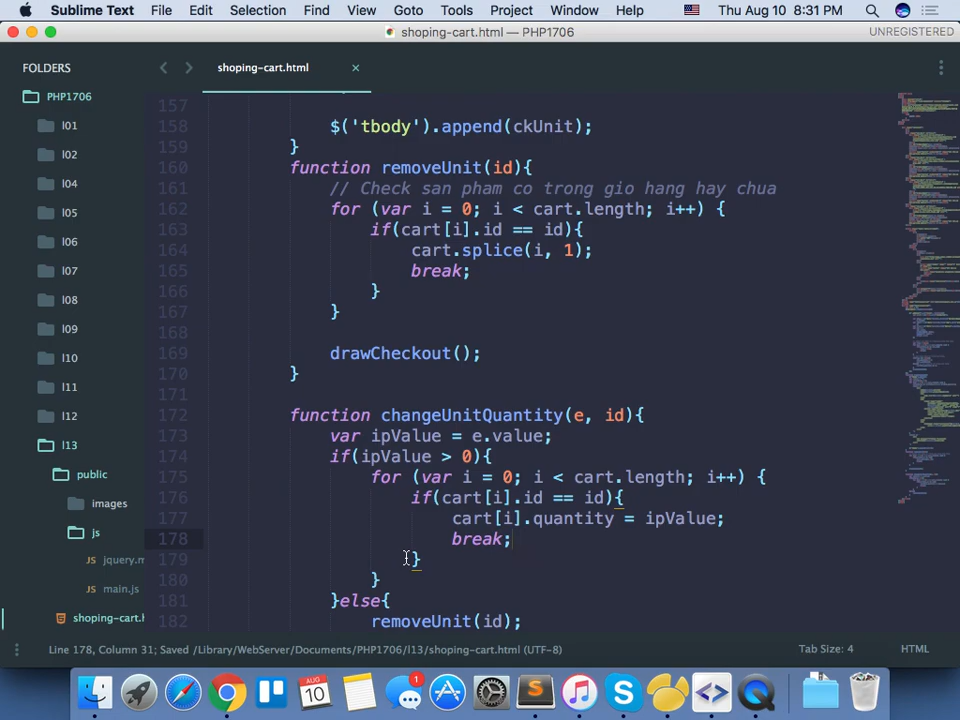 Sublime Text File Edit Selection Find View Goto Tools Project Window Help Thu Aug 10 8:31 PM
shoping-cart.html — PHP1706 UNREGISTERED
FOLDERS
PHP1706
l01
l02
l04
l05
l06
l07
l08
l09
l10
l11
l12
l13
public
images
js
JS jquery.m
JS main.js
shoping-cart.h
shoping-cart.html ×
157
158 $('tbody').append(ckUnit);
159 }
160 function removeUnit(id){
161 // Check san pham co trong gio hang hay chua
162 for (var i = 0; i < cart.length; i++) {
163 if(cart[i].id == id){
164 cart.splice(i, 1);
165 break;
166 }
167 }
168
169 drawCheckout();
170 }
171
172 function changeUnitQuantity(e, id){
173 var ipValue = e.value;
174 if(ipValue > 0){
175 for (var i = 0; i < cart.length; i++) {
176 if(cart[i].id == id){
177 cart[i].quantity = ipValue;
178 break;
179 }
180 }
181 }else{
182 removeUnit(id);
Line 178, Column 31; Saved /Library/WebServer/Documents/PHP1706/l13/shoping-cart.html (UTF-8) Tab Size: 4 HTML
AUG
10
1